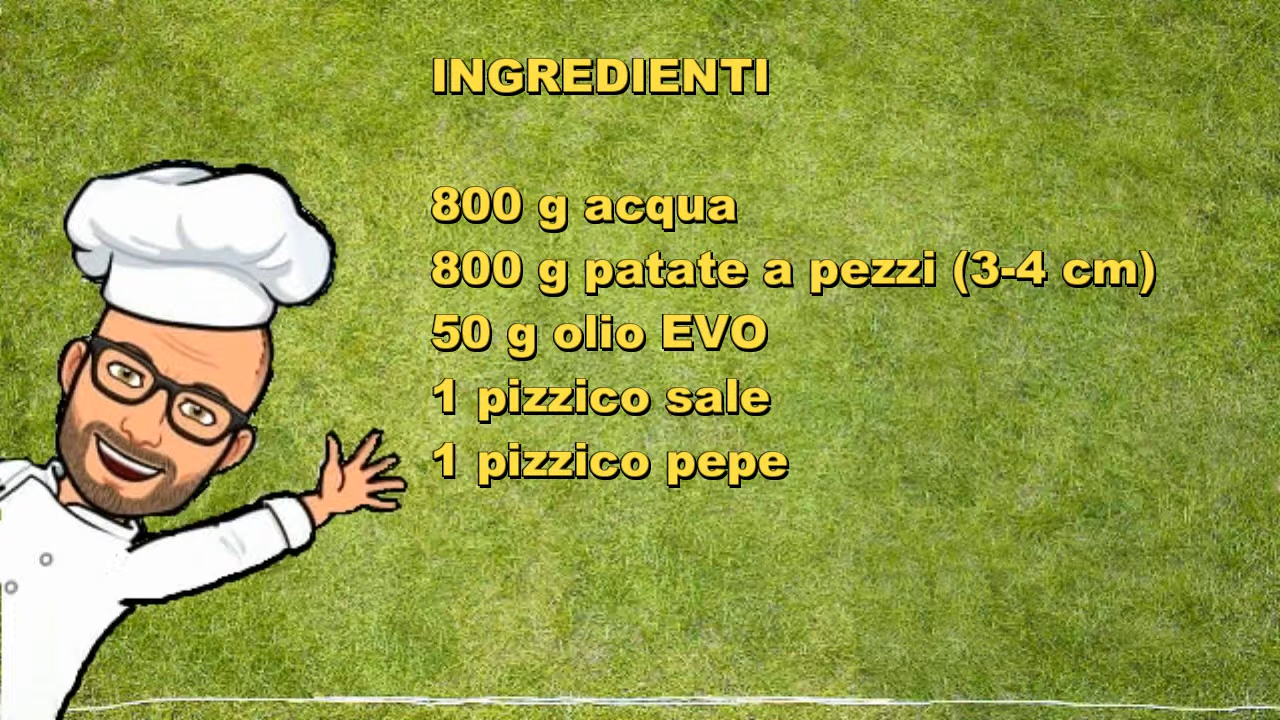 INGREDIENTI
800 g acqua
800 g patate a pezzi (3-4 cm)
50 g olio EVO
1 pizzico sale
1 pizzico pepe